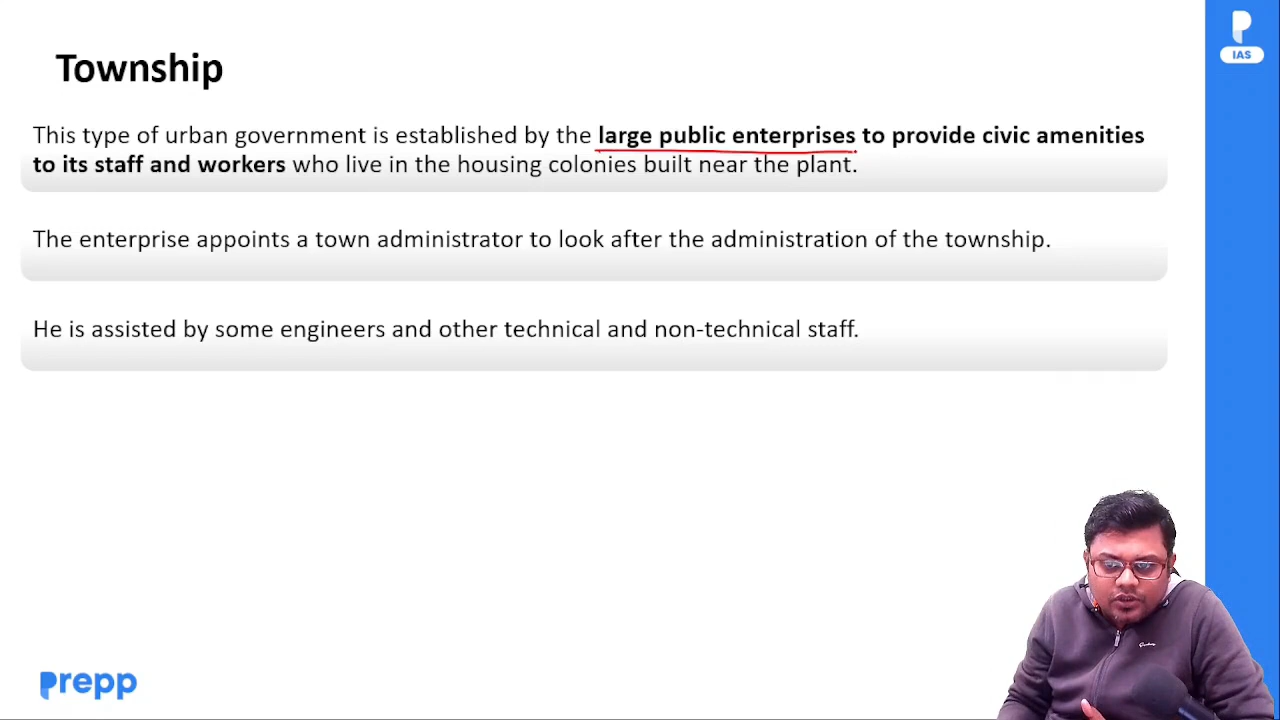 Township
IAS
This type of urban government is established by the large public enterprises to provide civic amenities
to its staff and workers who live in the housing colonies built near the plant.
The enterprise appoints a town administrator to look after the administration of the township.
He is assisted by some engineers and other technical and non-technical staff.
prepp